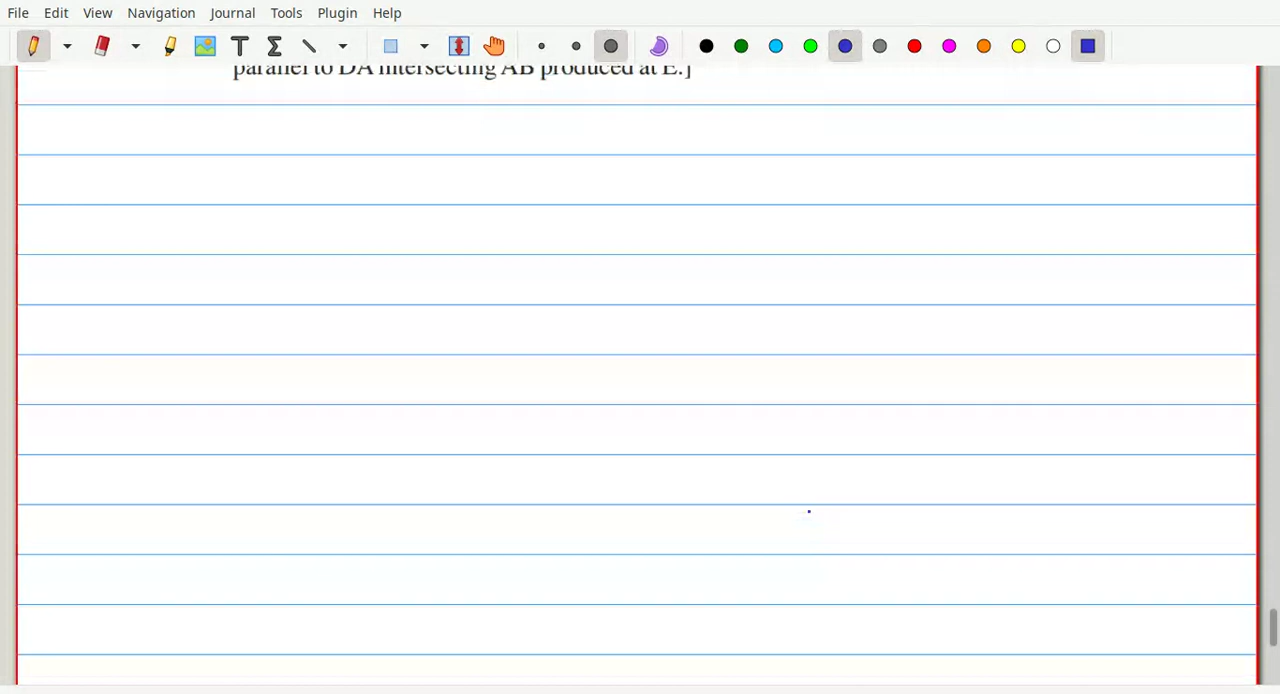 File Edit View Navigation Journal Tools Plugin Help
parallel to DA intersecting AB produced at E.]